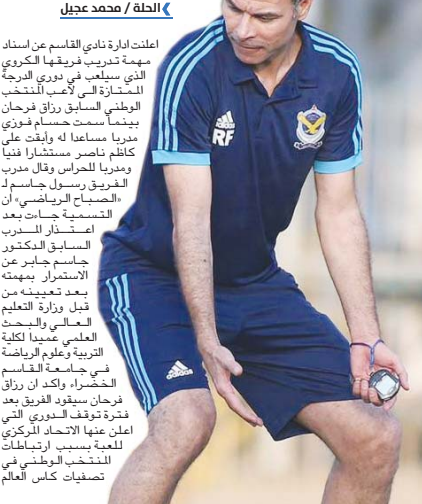 الحلة / محمد عجيل
اعلنت ادارة نادي القاسم عن اسناد
مهمة تدريب فريقها الكروي
الذي سيلعب في دوري الدرجة
الممتازة الى لاعب المنتخب
الوطني السابق رزاق فرحان
بينما سمت حسام فوزي
مدربا مساعدا له وأبقت على
كاظم ناصر مستشارا فنيا
ومدربا للحراس وقال مدرب
الفريق رسول جاسم لـ
«الصباح الرياضي» ان
التسمية جاءت بعد
اعتذار المدرب
السابق الدكتور
جاسم جابر عن
الاستمرار بمهمته
بعد تعيينه من
قبل وزارة التعليم
العالي والبحث
العلمي عميدا لكلية
التربية وعلوم الرياضة
في جامعة القاسم
الخضراء واكد ان رزاق
فرحان سيقود الفريق بعد
فترة توقف الدوري التي
اعلن عنها الاتحاد المركزي
للعبة بسبب ارتباطات
المنتخب الوطني في
تصفيات كاس العالم
adidas
RF
adidas